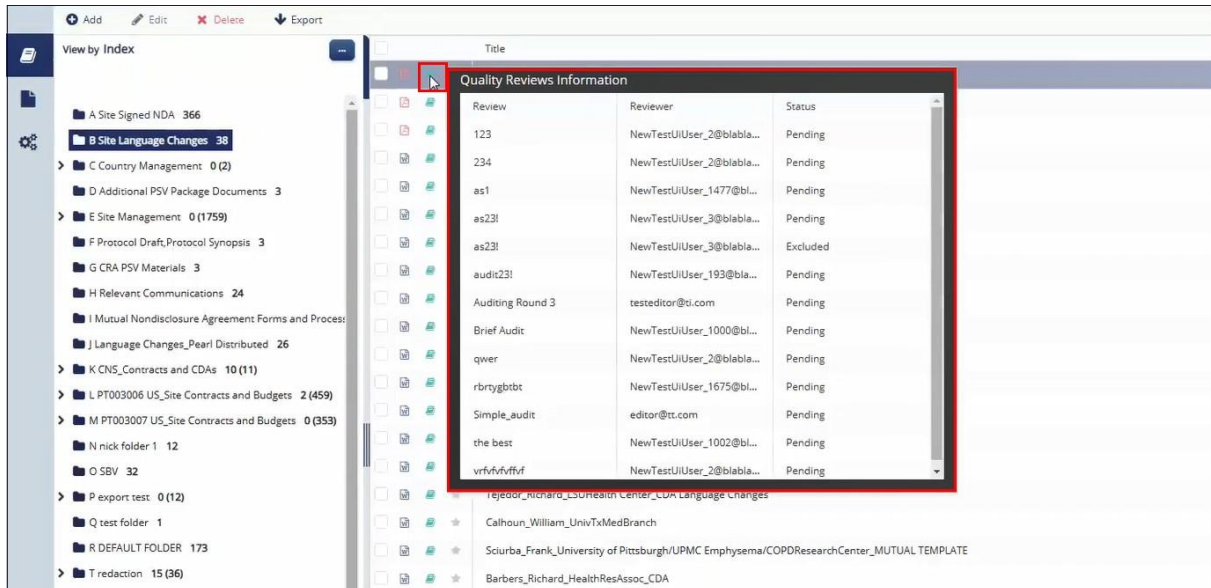 Add Edit Delete Export
View by Index
...
A Site Signed NDA 366
B Site Language Changes 38
C Country Management 0 (2)
D Additional PSV Package Documents 3
E Site Management 0 (1759)
F Protocol Draft,Protocol Synopsis 3
G CRA PSV Materials 3
H Relevant Communications 24
I Mutual Nondisclosure Agreement Forms and Process
J Language Changes_Pearl Distributed 26
K CNS_Contracts and CDAs 10 (11)
L PT003006 US_Site Contracts and Budgets 2 (459)
M PT003007 US_Site Contracts and Budgets 0 (353)
N nick folder 1 12
O SBV 32
P export test 0 (12)
Q test folder 1
R DEFAULT FOLDER 173
T redaction 15 (36)
Title
Quality Reviews Information
Review Reviewer Status
123 NewTestUiUser_2@blabla... Pending
234 NewTestUiUser_2@blabla... Pending
as1 NewTestUiUser_1477@bl... Pending
as23! NewTestUiUser_3@blabla... Pending
as23! NewTestUiUser_3@blabla... Excluded
audit23! NewTestUiUser_193@bla... Pending
Auditing Round 3 testeditor@ti.com Pending
Brief Audit NewTestUiUser_1000@bl... Pending
qwer NewTestUiUser_2@blabla... Pending
rbrtygbtbt NewTestUiUser_1675@bl... Pending
Simple_audit editor@tt.com Pending
the best NewTestUiUser_1002@bl... Pending
vrfvfvfvffvf NewTestUiUser_2@blabla... Pending
Tejedor_Richard_LSUHealth Center_CDA Language Changes
Calhoun_William_UnivTxMedBranch
Sciurba_Frank_University of Pittsburgh/UPMC Emphysema/COPDResearchCenter_MUTUAL TEMPLATE
Barbers_Richard_HealthResAssoc_CDA